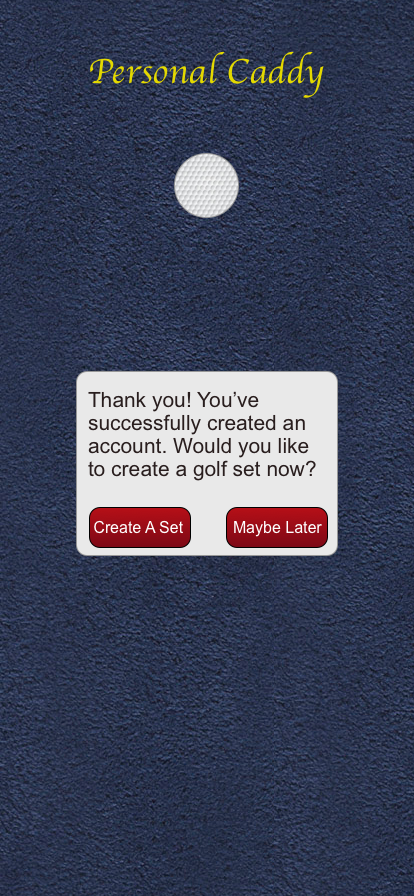 Personal Caddy
Thank you! You’ve
successfully created an
account. Would you like
to create a golf set now?
Create A Set
Maybe Later